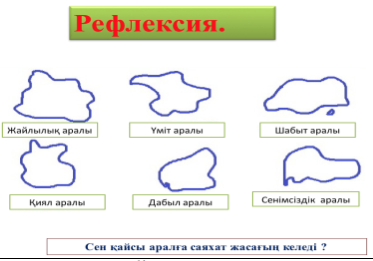 Рефлексия.
Жайлылық аралы
Үміт аралы
Шабыт аралы
Қиял аралы
Дабыл аралы
Сенімсіздік аралы
Сен қайсы аралға саяхат жасағың келеді ?